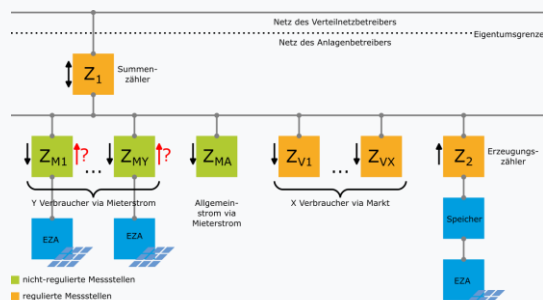 Netz des Verteilnetzbetreibers
Eigentumsgrenze
Netz des Anlagenbetreibers
Z1
Summen-
zähler
ZM1
?
...
ZMY
?
ZMA
ZV1
...
ZVX
Z2
Erzeugungs-
zähler
Y Verbraucher via Mieterstrom
Allgemein-
strom via
Mieterstrom
X Verbraucher via Markt
Speicher
EZA
EZA
EZA
nicht-regulierte Messstellen
regulierte Messstellen